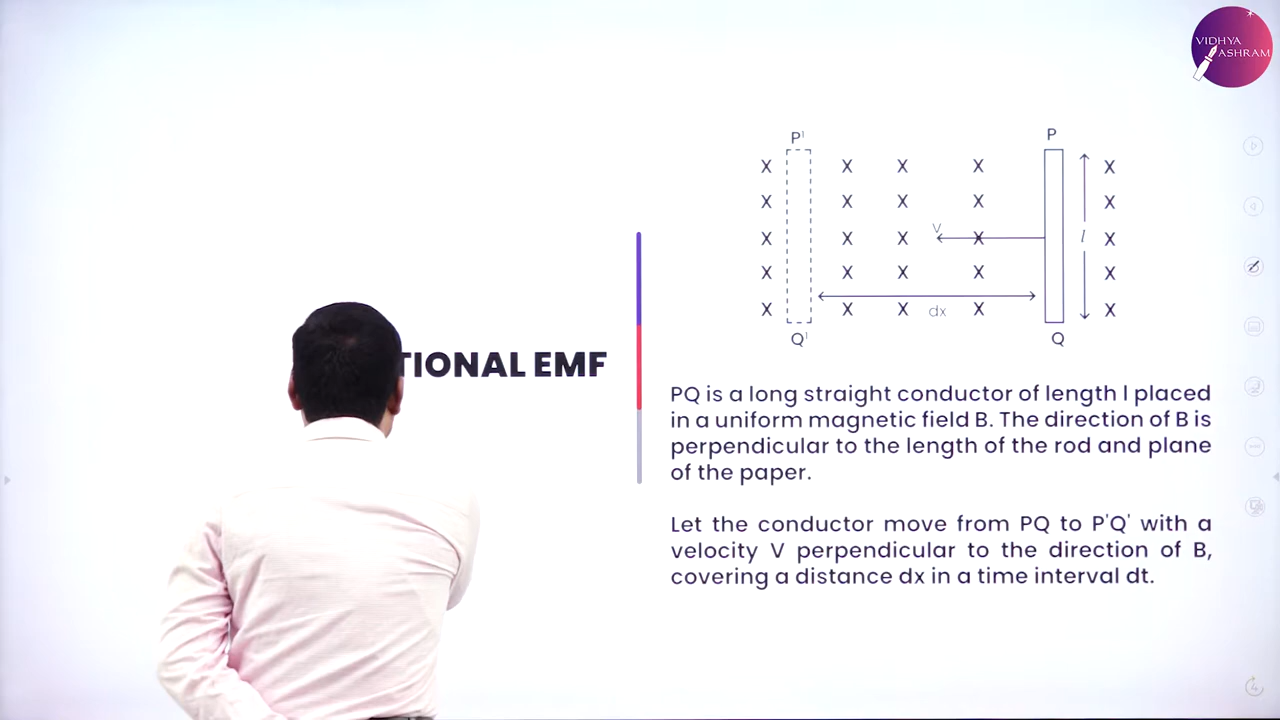 VIDHYA
ASHRAM
P' P
X X X X X
X X X X X
V
X X X X l X
X X X X X
X X X dx X X
Q' Q
TIONAL EMF
PQ is a long straight conductor of length l placed
in a uniform magnetic field B. The direction of B is
perpendicular to the length of the rod and plane
of the paper.
Let the conductor move from PQ to P'Q' with a
velocity V perpendicular to the direction of B,
covering a distance dx in a time interval dt.